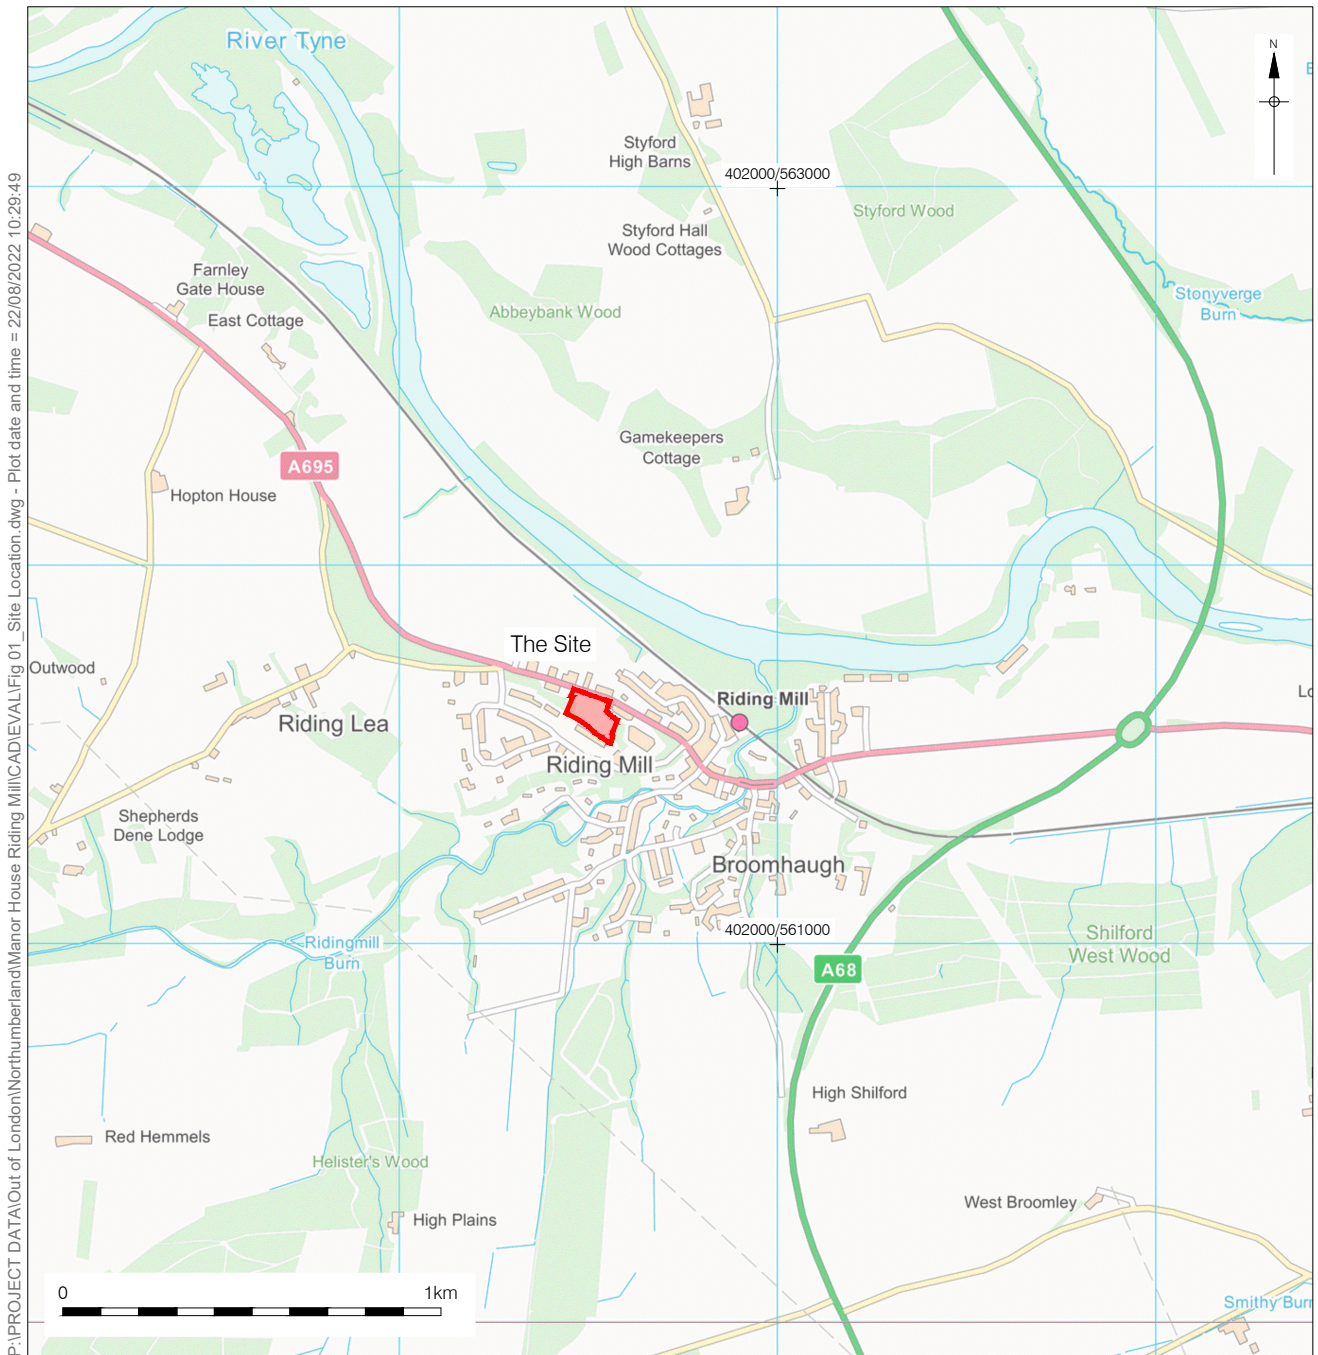 River Tyne
N
Styford
High Barns
402000/563000
Styford Wood
Styford Hall
Wood Cottages
Farnley
Gate House
Stonyverge
Burn
Abbeybank Wood
East Cottage
Gamekeepers
Cottage
A695
Hopton House
The Site
Outwood
Riding Mill
Riding Lea
Riding Mill
Shepherds
Dene Lodge
Broomhaugh
402000/561000
Shilford
West Wood
Ridingmill
Burn
A68
High Shilford
Red Hemmels
Helister's Wood
West Broomley
High Plains
0 1km
Smithy Burn
P:\PROJECT DATA\Out of London\Northumberland\Manor House Riding Mill\CAD\EVAL\Fig 01_Site Location.dwg - Plot date and time = 22/08/2022 10:29:49